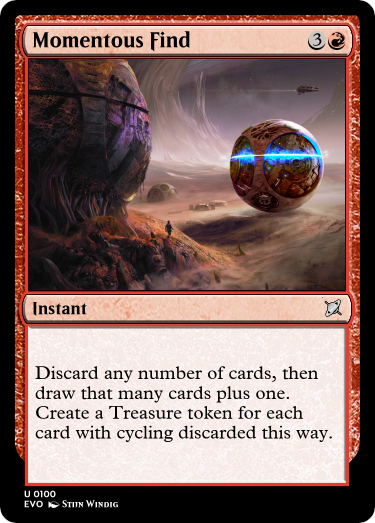 Momentous Find 3
Instant
Discard any number of cards, then
draw that many cards plus one.
Create a Treasure token for each
card with cycling discarded this way.
U 0100
EVO Stijn Windig